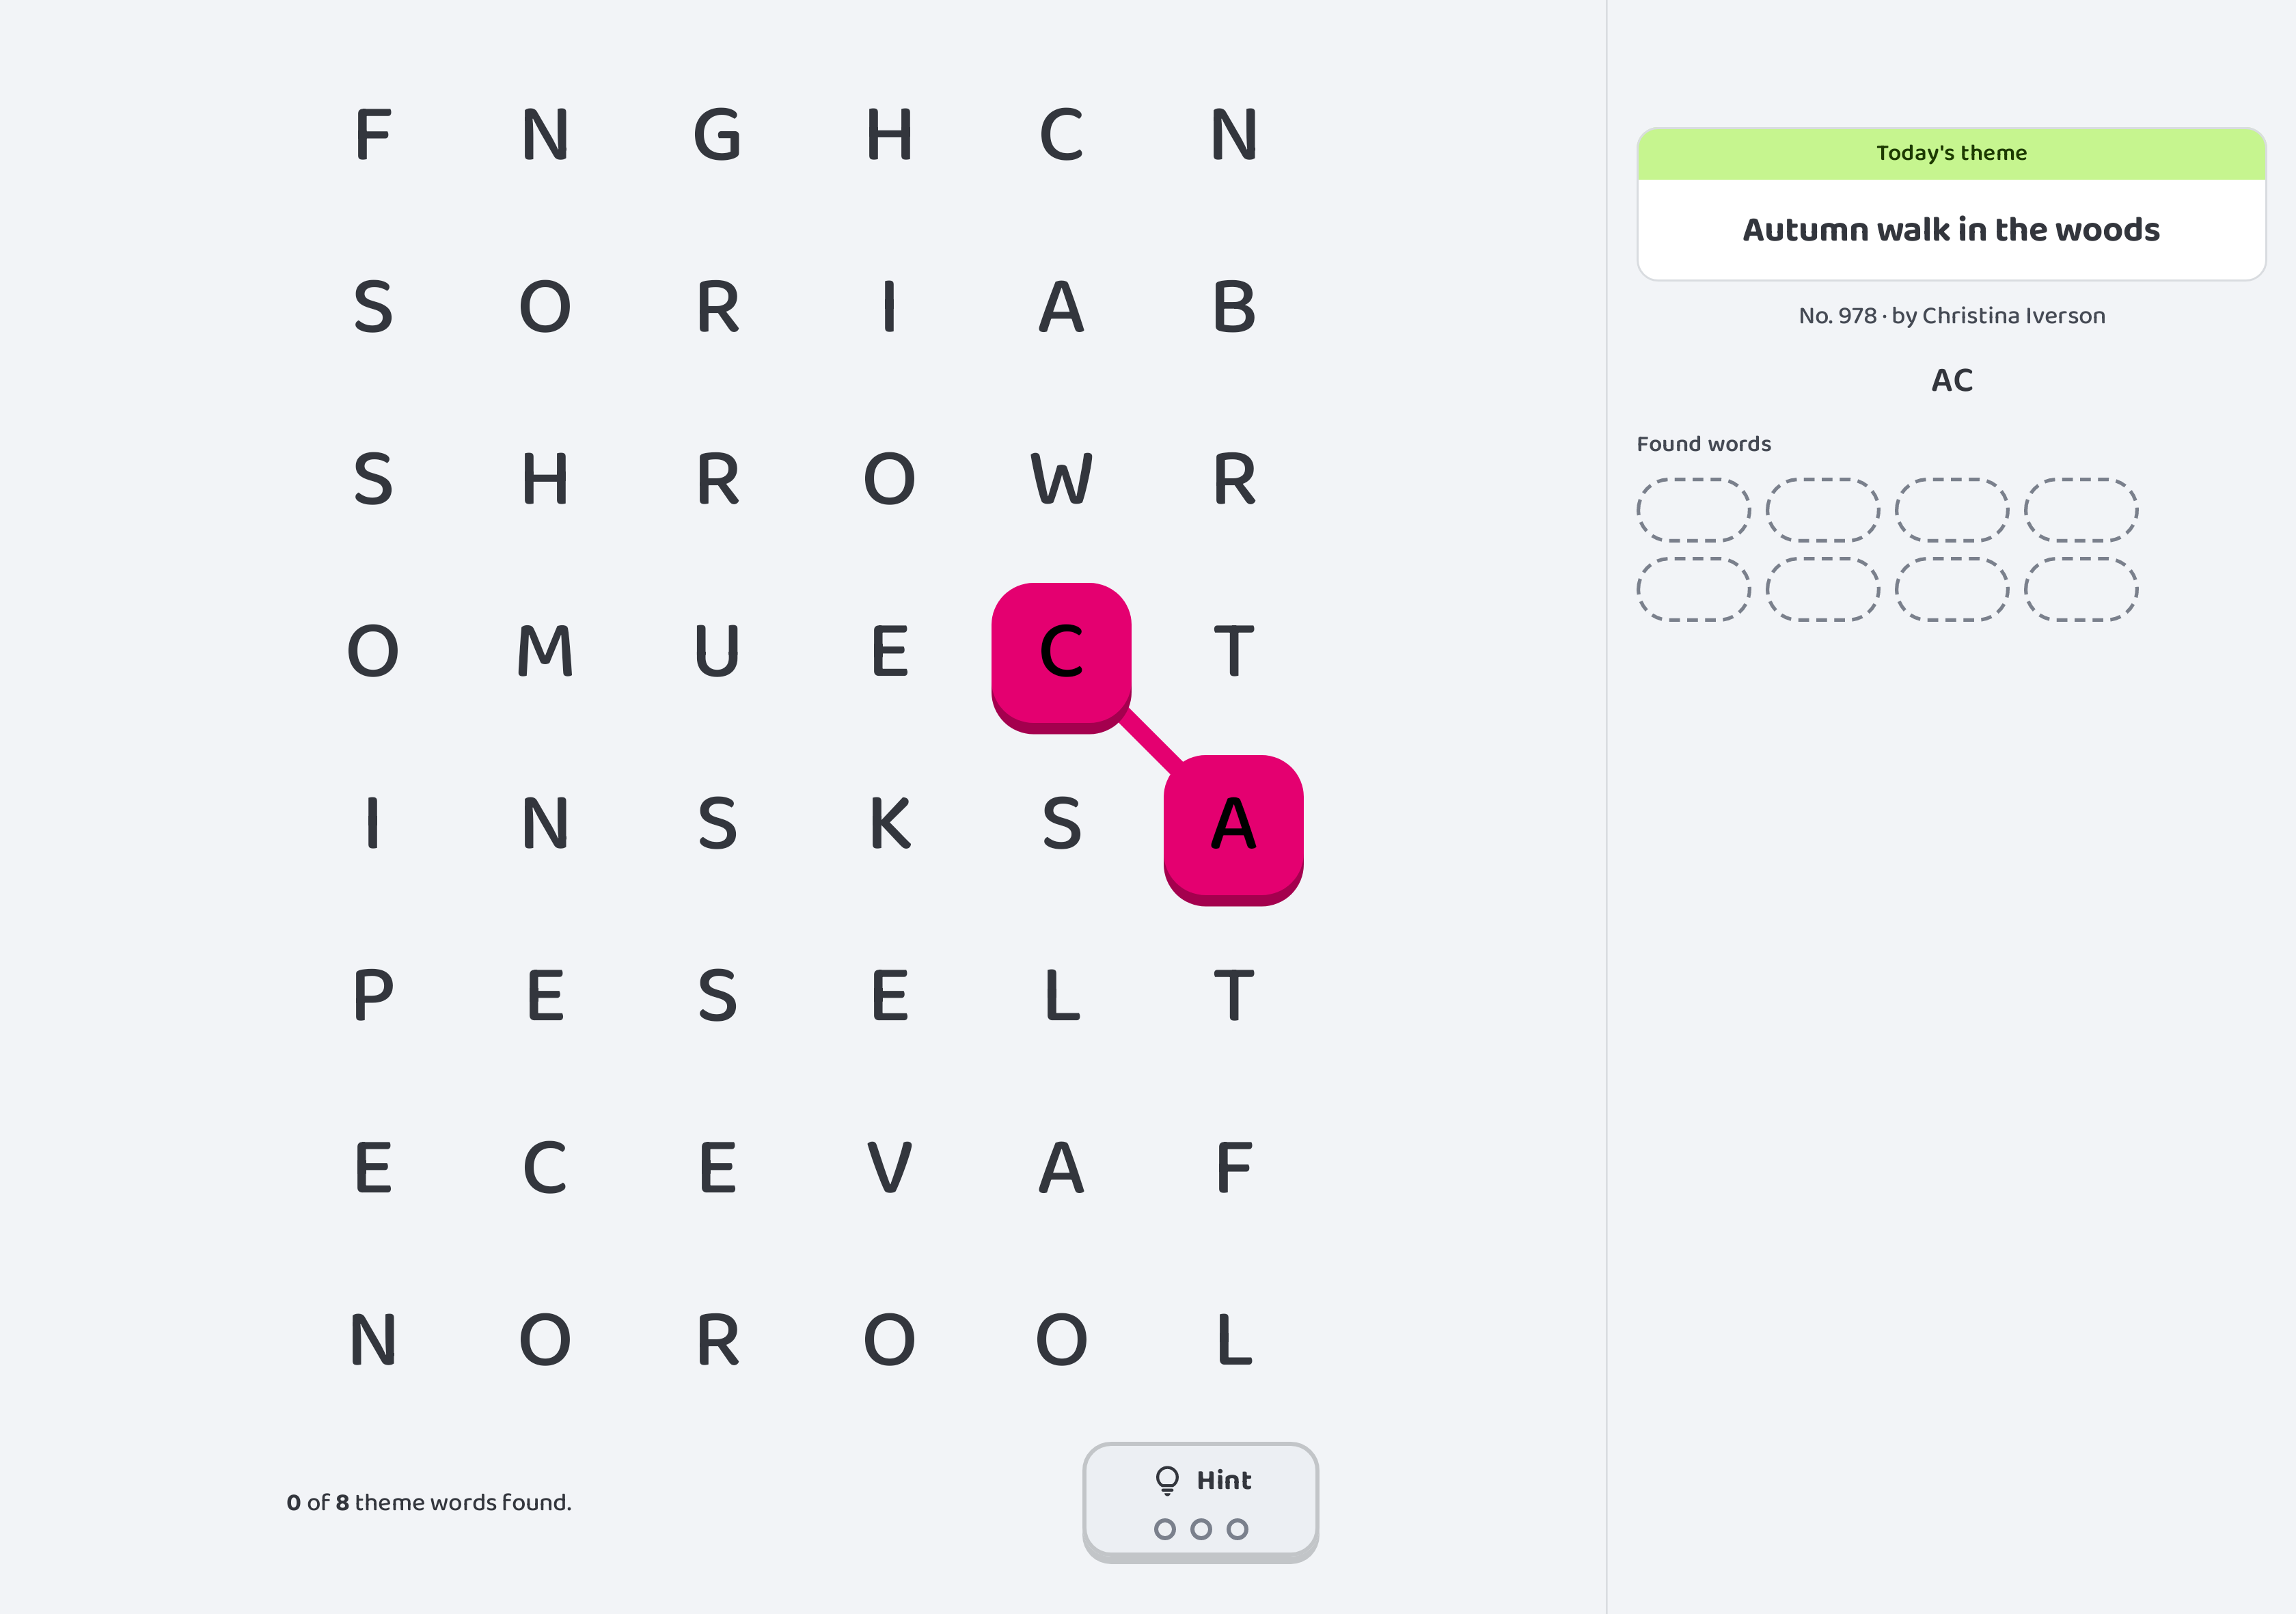 F N G H C N
S O R I A B
S H R O W R
O M U E C T
I N S K S A
P E S E L T
E C E V A F
N O R O O L
0 of 8 theme words found.
Hint
Today's theme
Autumn walk in the woods
No. 978 · by Christina Iverson
AC
Found words